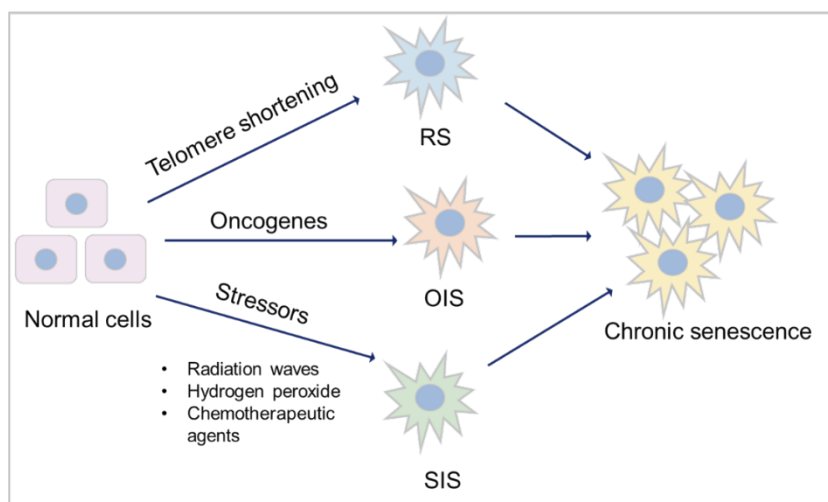 Telomere shortening
RS
Oncogenes
OIS
Normal cells
Stressors
• Radiation waves
• Hydrogen peroxide
• Chemotherapeutic
agents
SIS
Chronic senescence